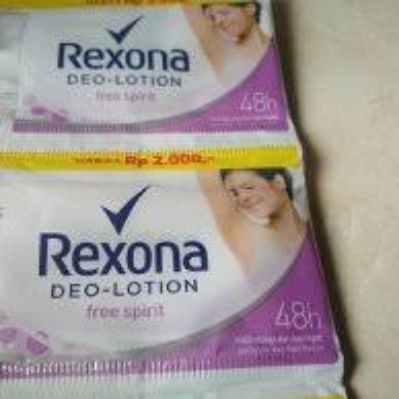 Rexona
DEO-LOTION
free spirit
48h
HARGA Rp 2.000,-
Rexona
DEO-LOTION
free spirit
48h